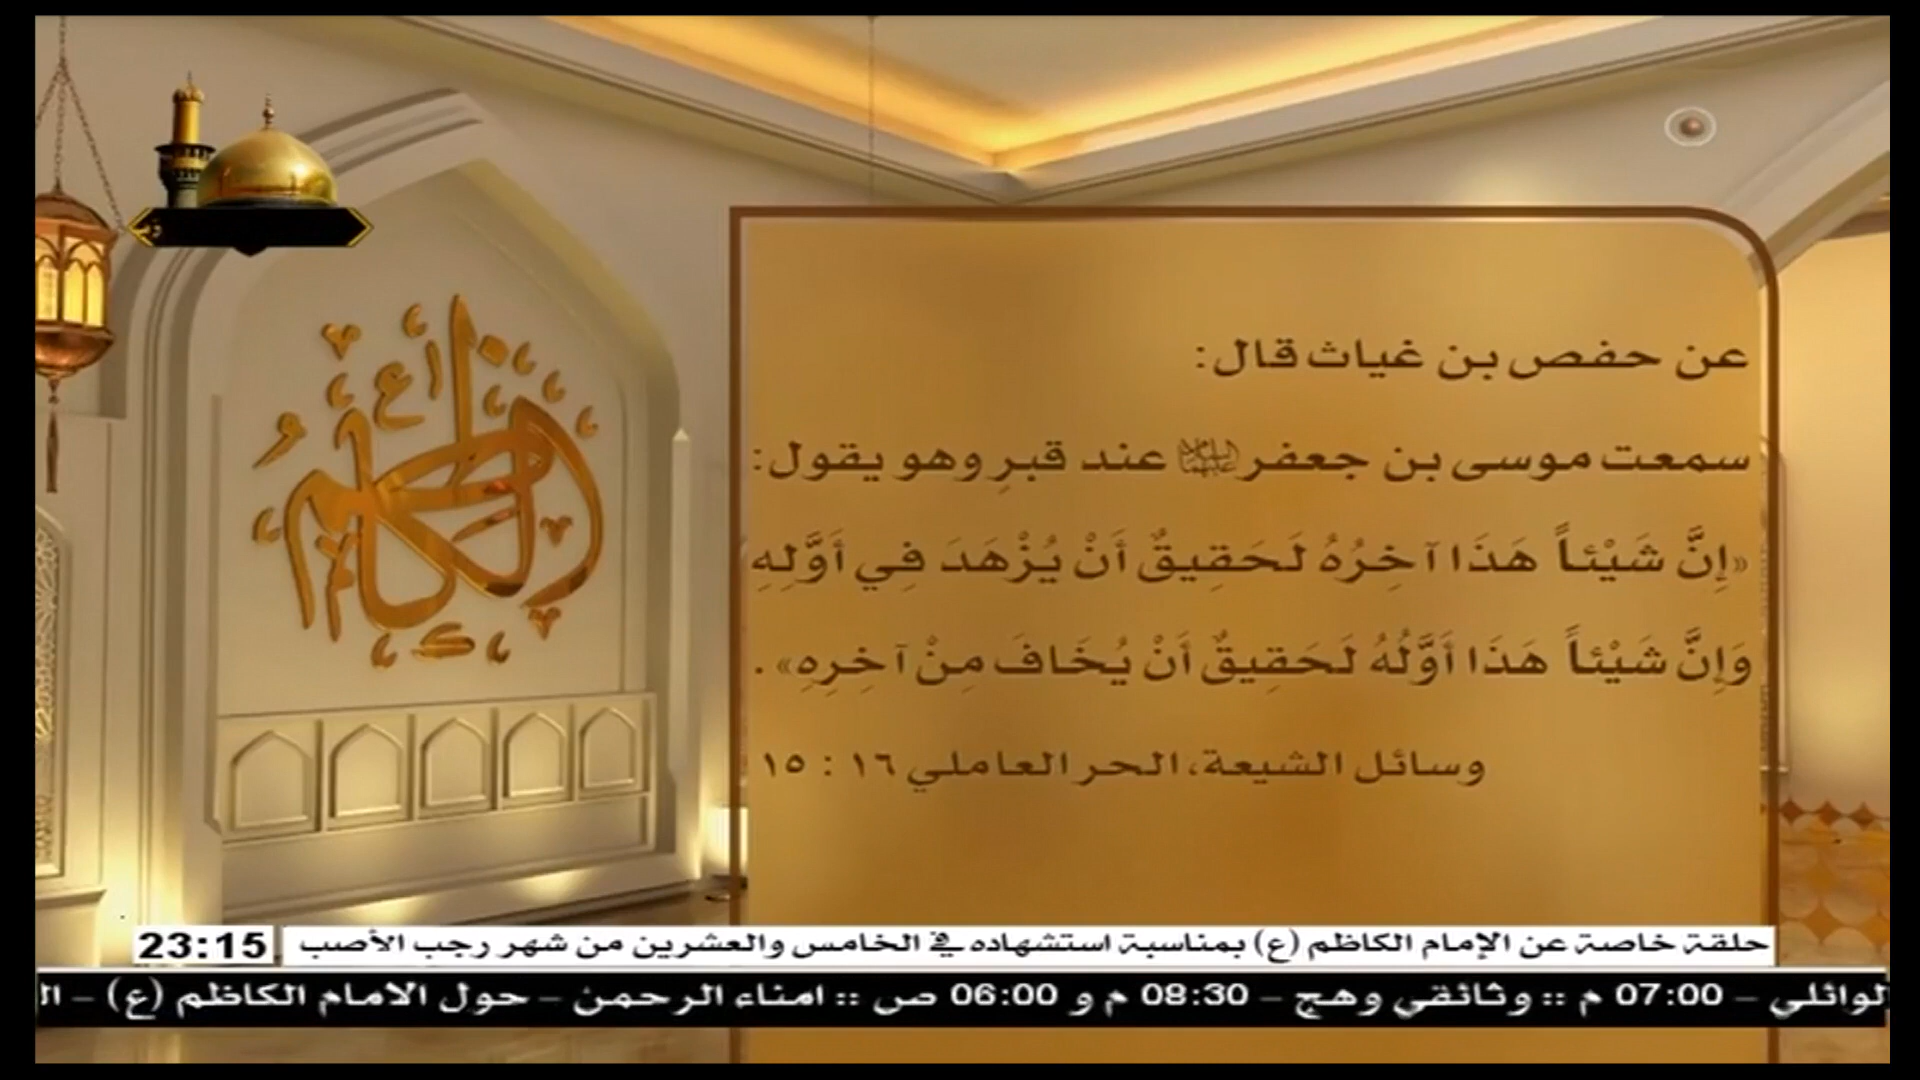 عن حفص بن غياث قال:
سمعت موسى بن جعفر عليهما السلام عند قبرٍ وهو يقول:
«إِنَّ شَيْئاً هَذَا آخِرُهُ لَحَقِيقٌ أَنْ يُزْهَدَ فِي أَوَّلِهِ
وَإِنَّ شَيْئاً هَذَا أَوَّلُهُ لَحَقِيقٌ أَنْ يُخَافَ مِنْ آخِرِهِ».
وسائل الشيعة، الحر العاملي ١٦ : ١٥
الكاظم
حلقة خاصة عن الإمام الكاظم (ع) بمناسبة استشهاده في الخامس والعشرين من شهر رجب الأصب
23:15
لوائلي – 07:00 م :: وثائقي وهج – 08:30 م و 06:00 ص :: امناء الرحمن – حول الامام الكاظم (ع) – ال